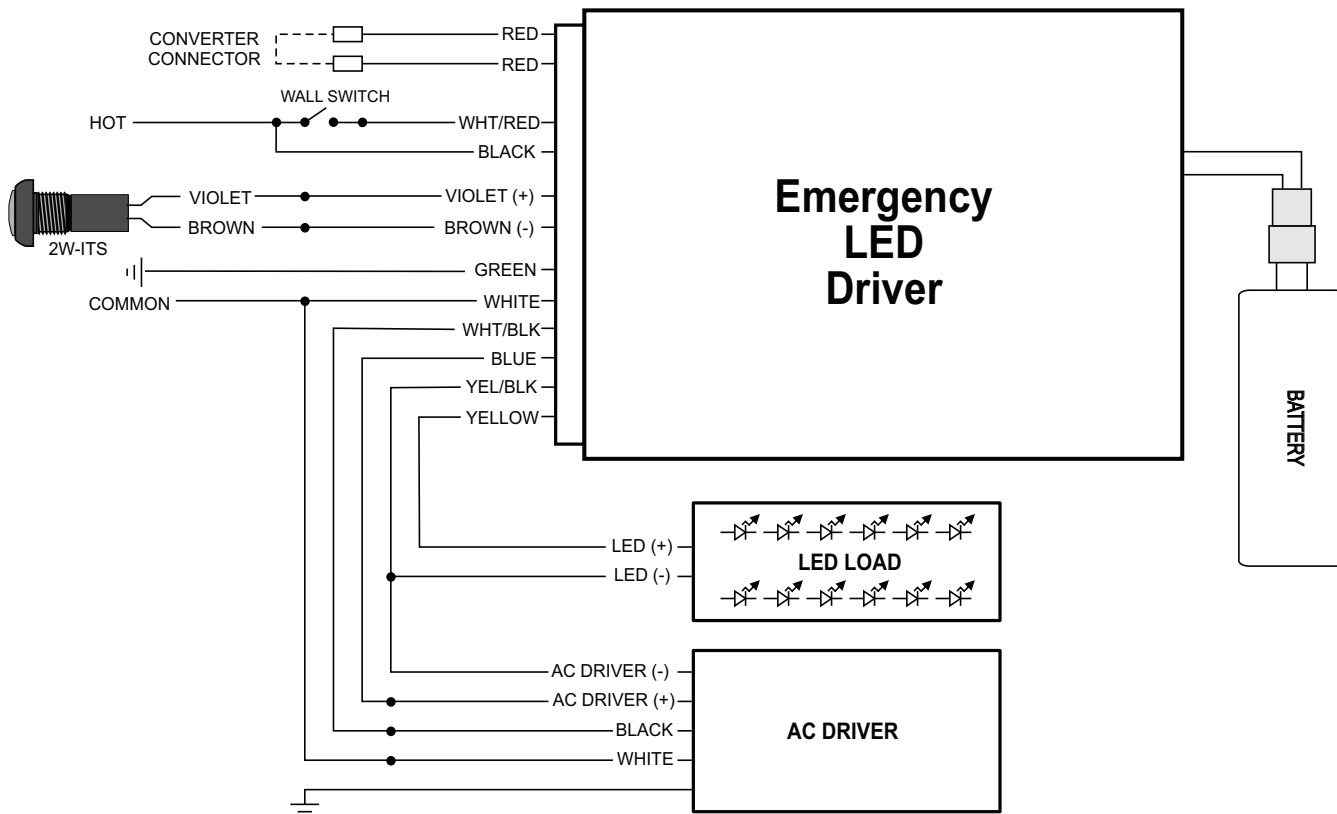 CONVERTER
CONNECTOR
RED
RED
WALL SWITCH
HOT
WHT/RED
BLACK
VIOLET
VIOLET (+)
BROWN
BROWN (-)
2W-ITS
GREEN
COMMON
WHITE
WHT/BLK
BLUE
YEL/BLK
YELLOW
Emergency
LED
Driver
BATTERY
LED (+)
LED (-)
LED LOAD
AC DRIVER (-)
AC DRIVER (+)
BLACK
WHITE
AC DRIVER